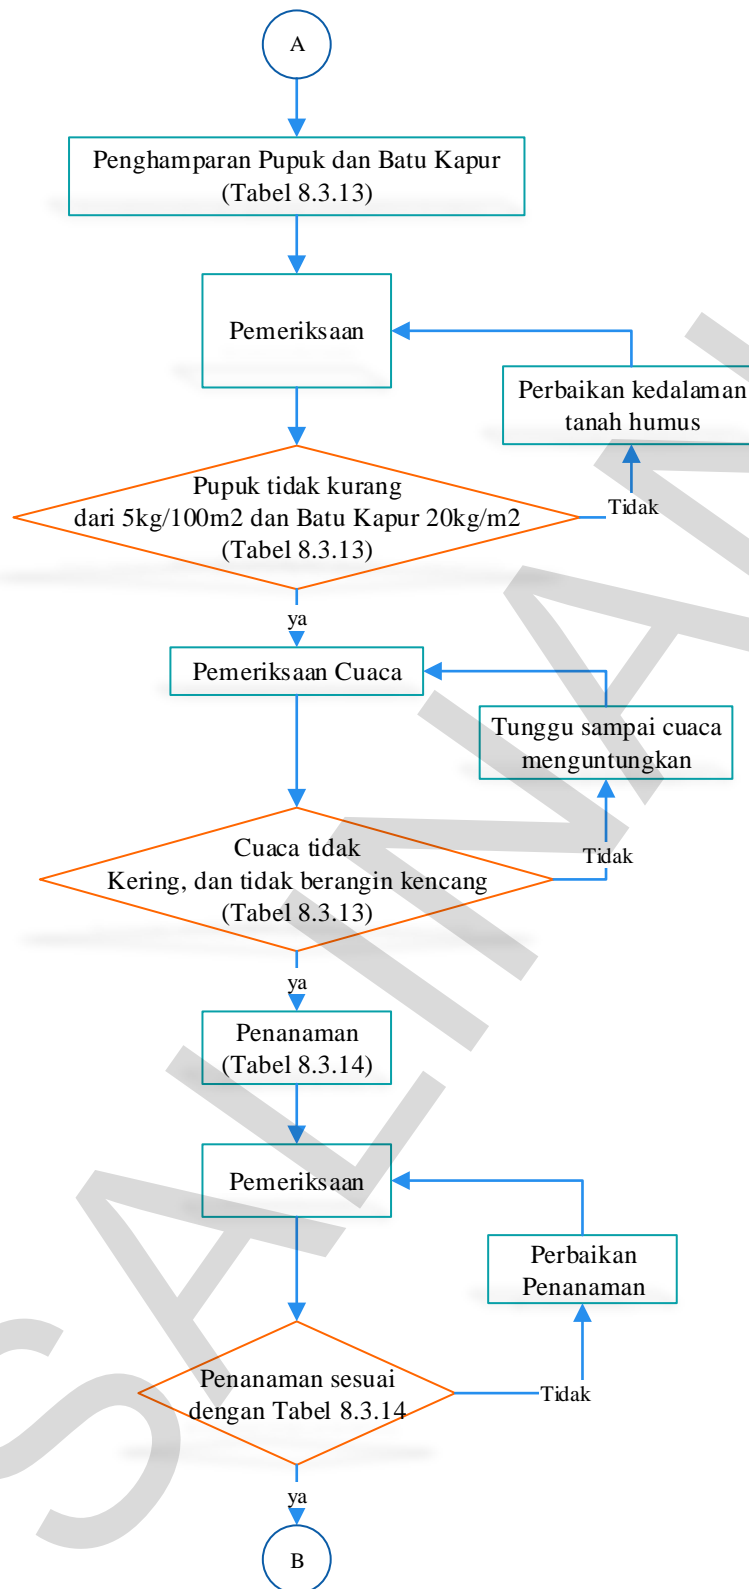 A
Penghamparan Pupuk dan Batu Kapur
(Tabel 8.3.13)
Pemeriksaan
Perbaikan kedalaman
tanah humus
Pupuk tidak kurang
dari 5kg/100m2 dan Batu Kapur 20kg/m2
(Tabel 8.3.13)
Tidak
ya
Pemeriksaan Cuaca
Tunggu sampai cuaca
menguntungkan
Cuaca tidak
Kering, dan tidak berangin kencang
(Tabel 8.3.13)
Tidak
ya
Penanaman
(Tabel 8.3.14)
Pemeriksaan
Perbaikan
Penanaman
Penanaman sesuai
dengan Tabel 8.3.14
Tidak
ya
B
SALINAN